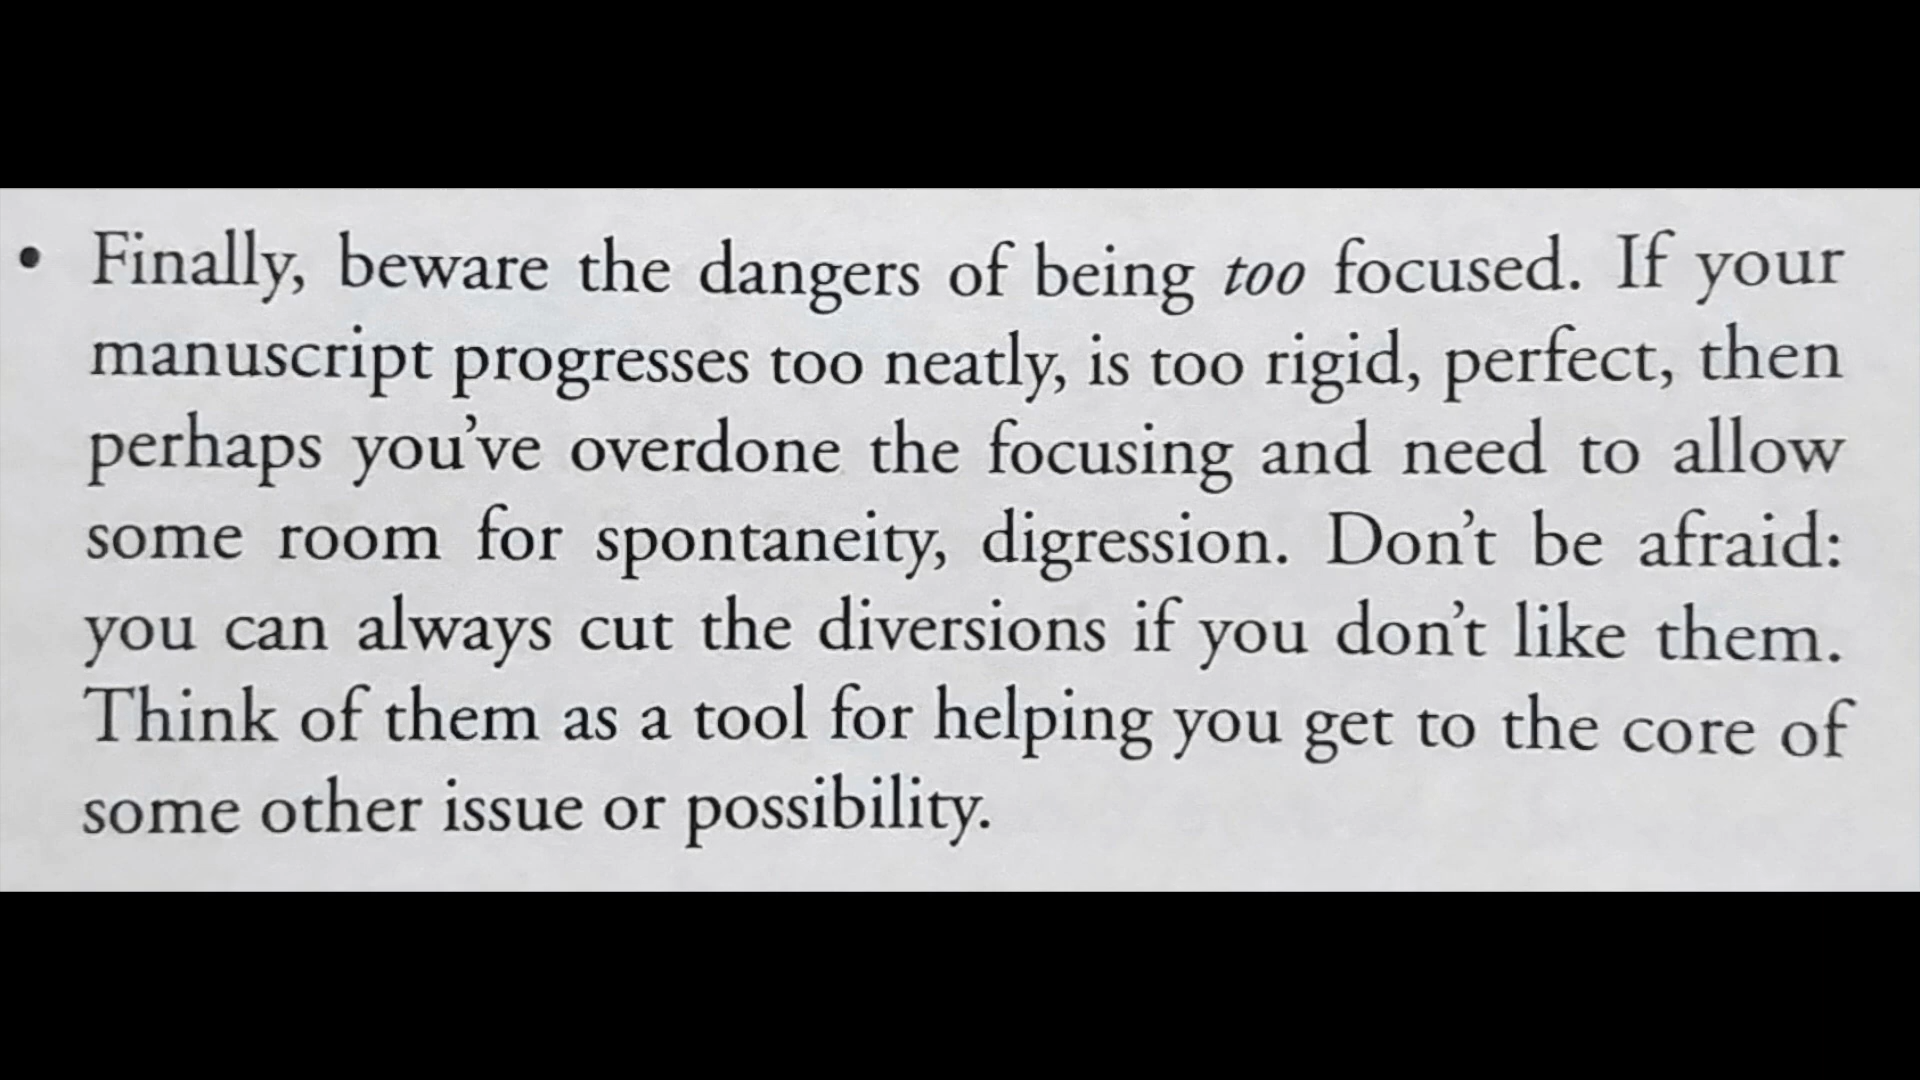 • Finally, beware the dangers of being too focused. If your
manuscript progresses too neatly, is too rigid, perfect, then
perhaps you've overdone the focusing and need to allow
some room for spontaneity, digression. Don't be afraid:
you can always cut the diversions if you don't like them.
Think of them as a tool for helping you get to the core of
some other issue or possibility.